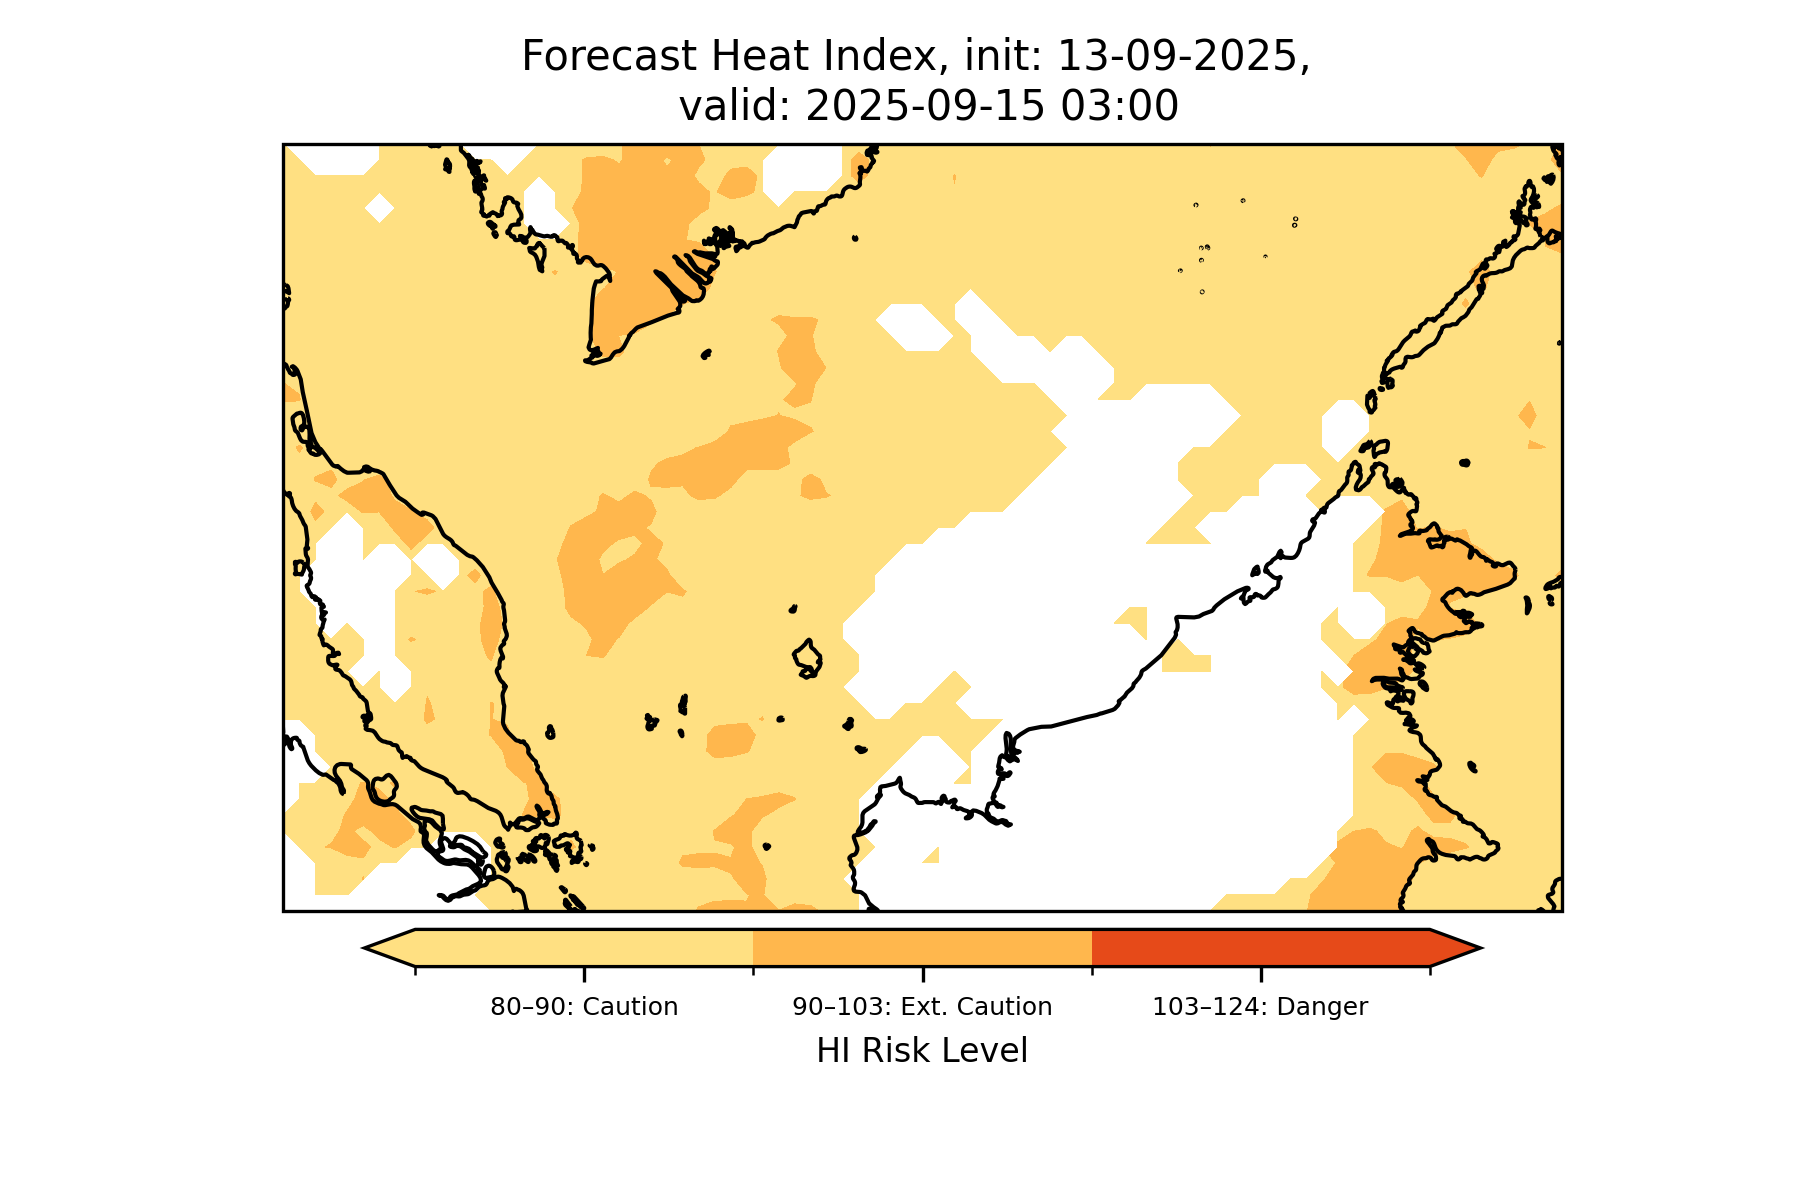 Forecast Heat Index, init: 13-09-2025,
valid: 2025-09-15 03:00
80–90: Caution
90–103: Ext. Caution
103–124: Danger
HI Risk Level